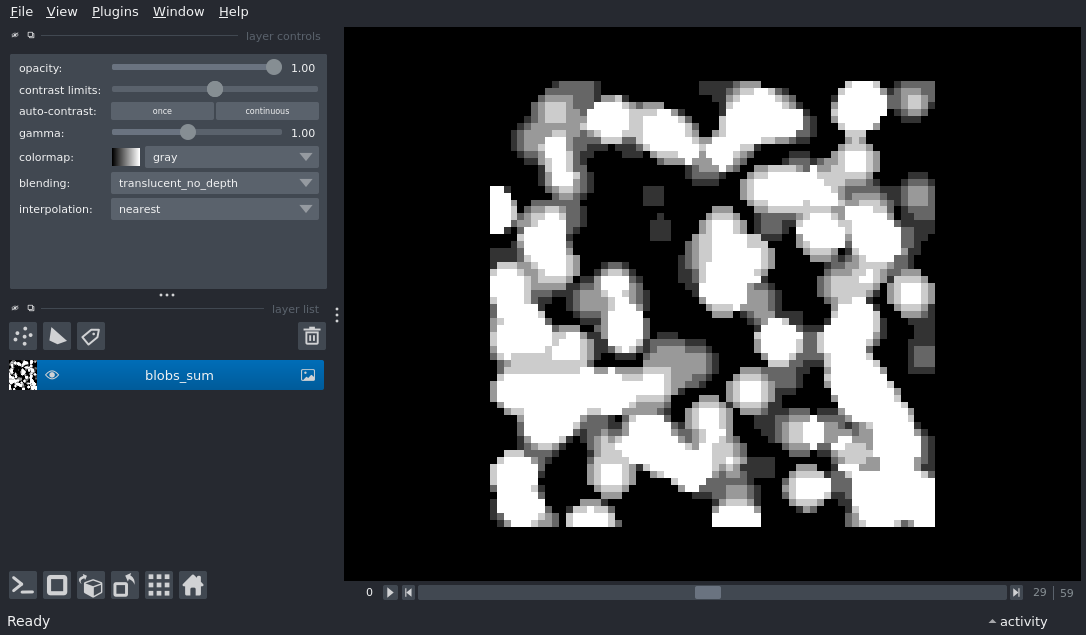 File View Plugins Window Help
layer controls
opacity: 1.00
contrast limits:
auto-contrast: once continuous
gamma: 1.00
colormap: gray
blending: translucent_no_depth
interpolation: nearest
layer list
blobs_sum
0 29 59
Ready activity